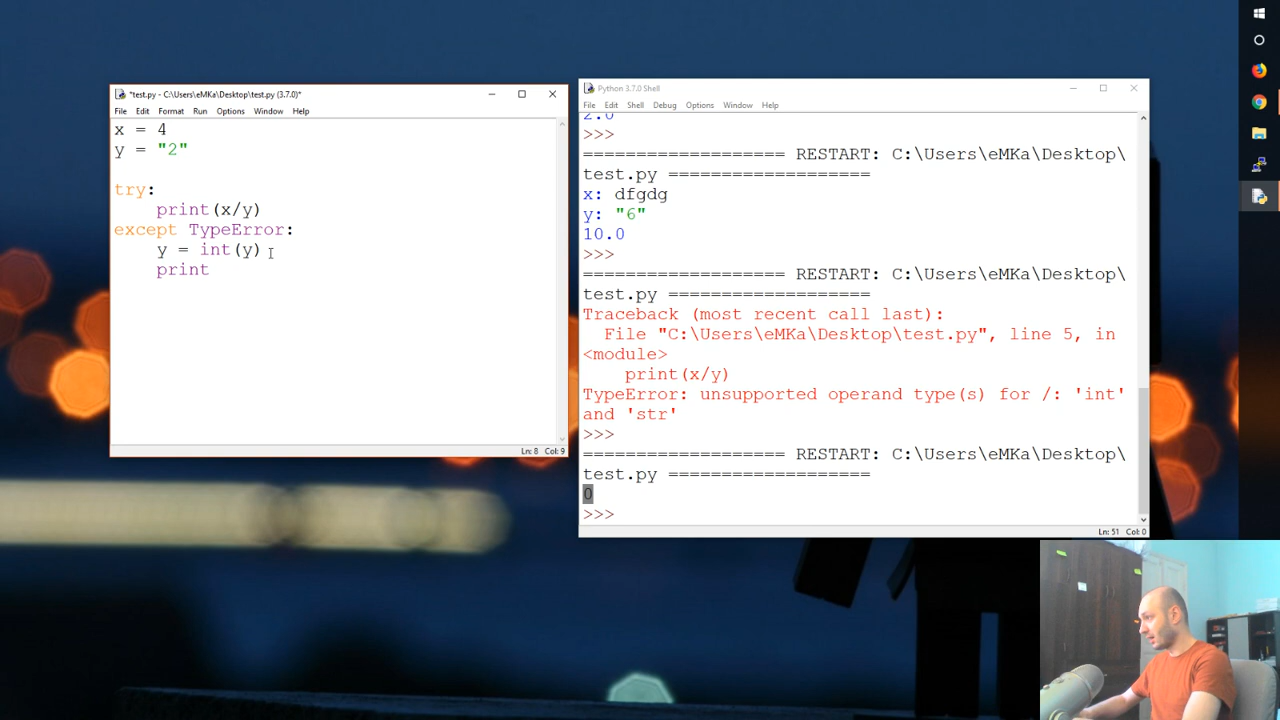 *test.py - C:\Users\eMKa\Desktop\test.py (3.7.0)*
File Edit Format Run Options Window Help
x = 4
y = "2"
try:
print(x/y)
except TypeError:
y = int(y)
print
Ln: 8 Col: 9
Python 3.7.0 Shell
File Edit Shell Debug Options Window Help
2.0
>>>
=================== RESTART: C:\Users\eMKa\Desktop\
test.py ===================
x: dfgdg
y: "6"
10.0
>>>
=================== RESTART: C:\Users\eMKa\Desktop\
test.py ===================
Traceback (most recent call last):
File "C:\Users\eMKa\Desktop\test.py", line 5, in
<module>
print(x/y)
TypeError: unsupported operand type(s) for /: 'int'
and 'str'
>>>
=================== RESTART: C:\Users\eMKa\Desktop\
test.py ===================
0
>>>
Ln: 51 Col: 0